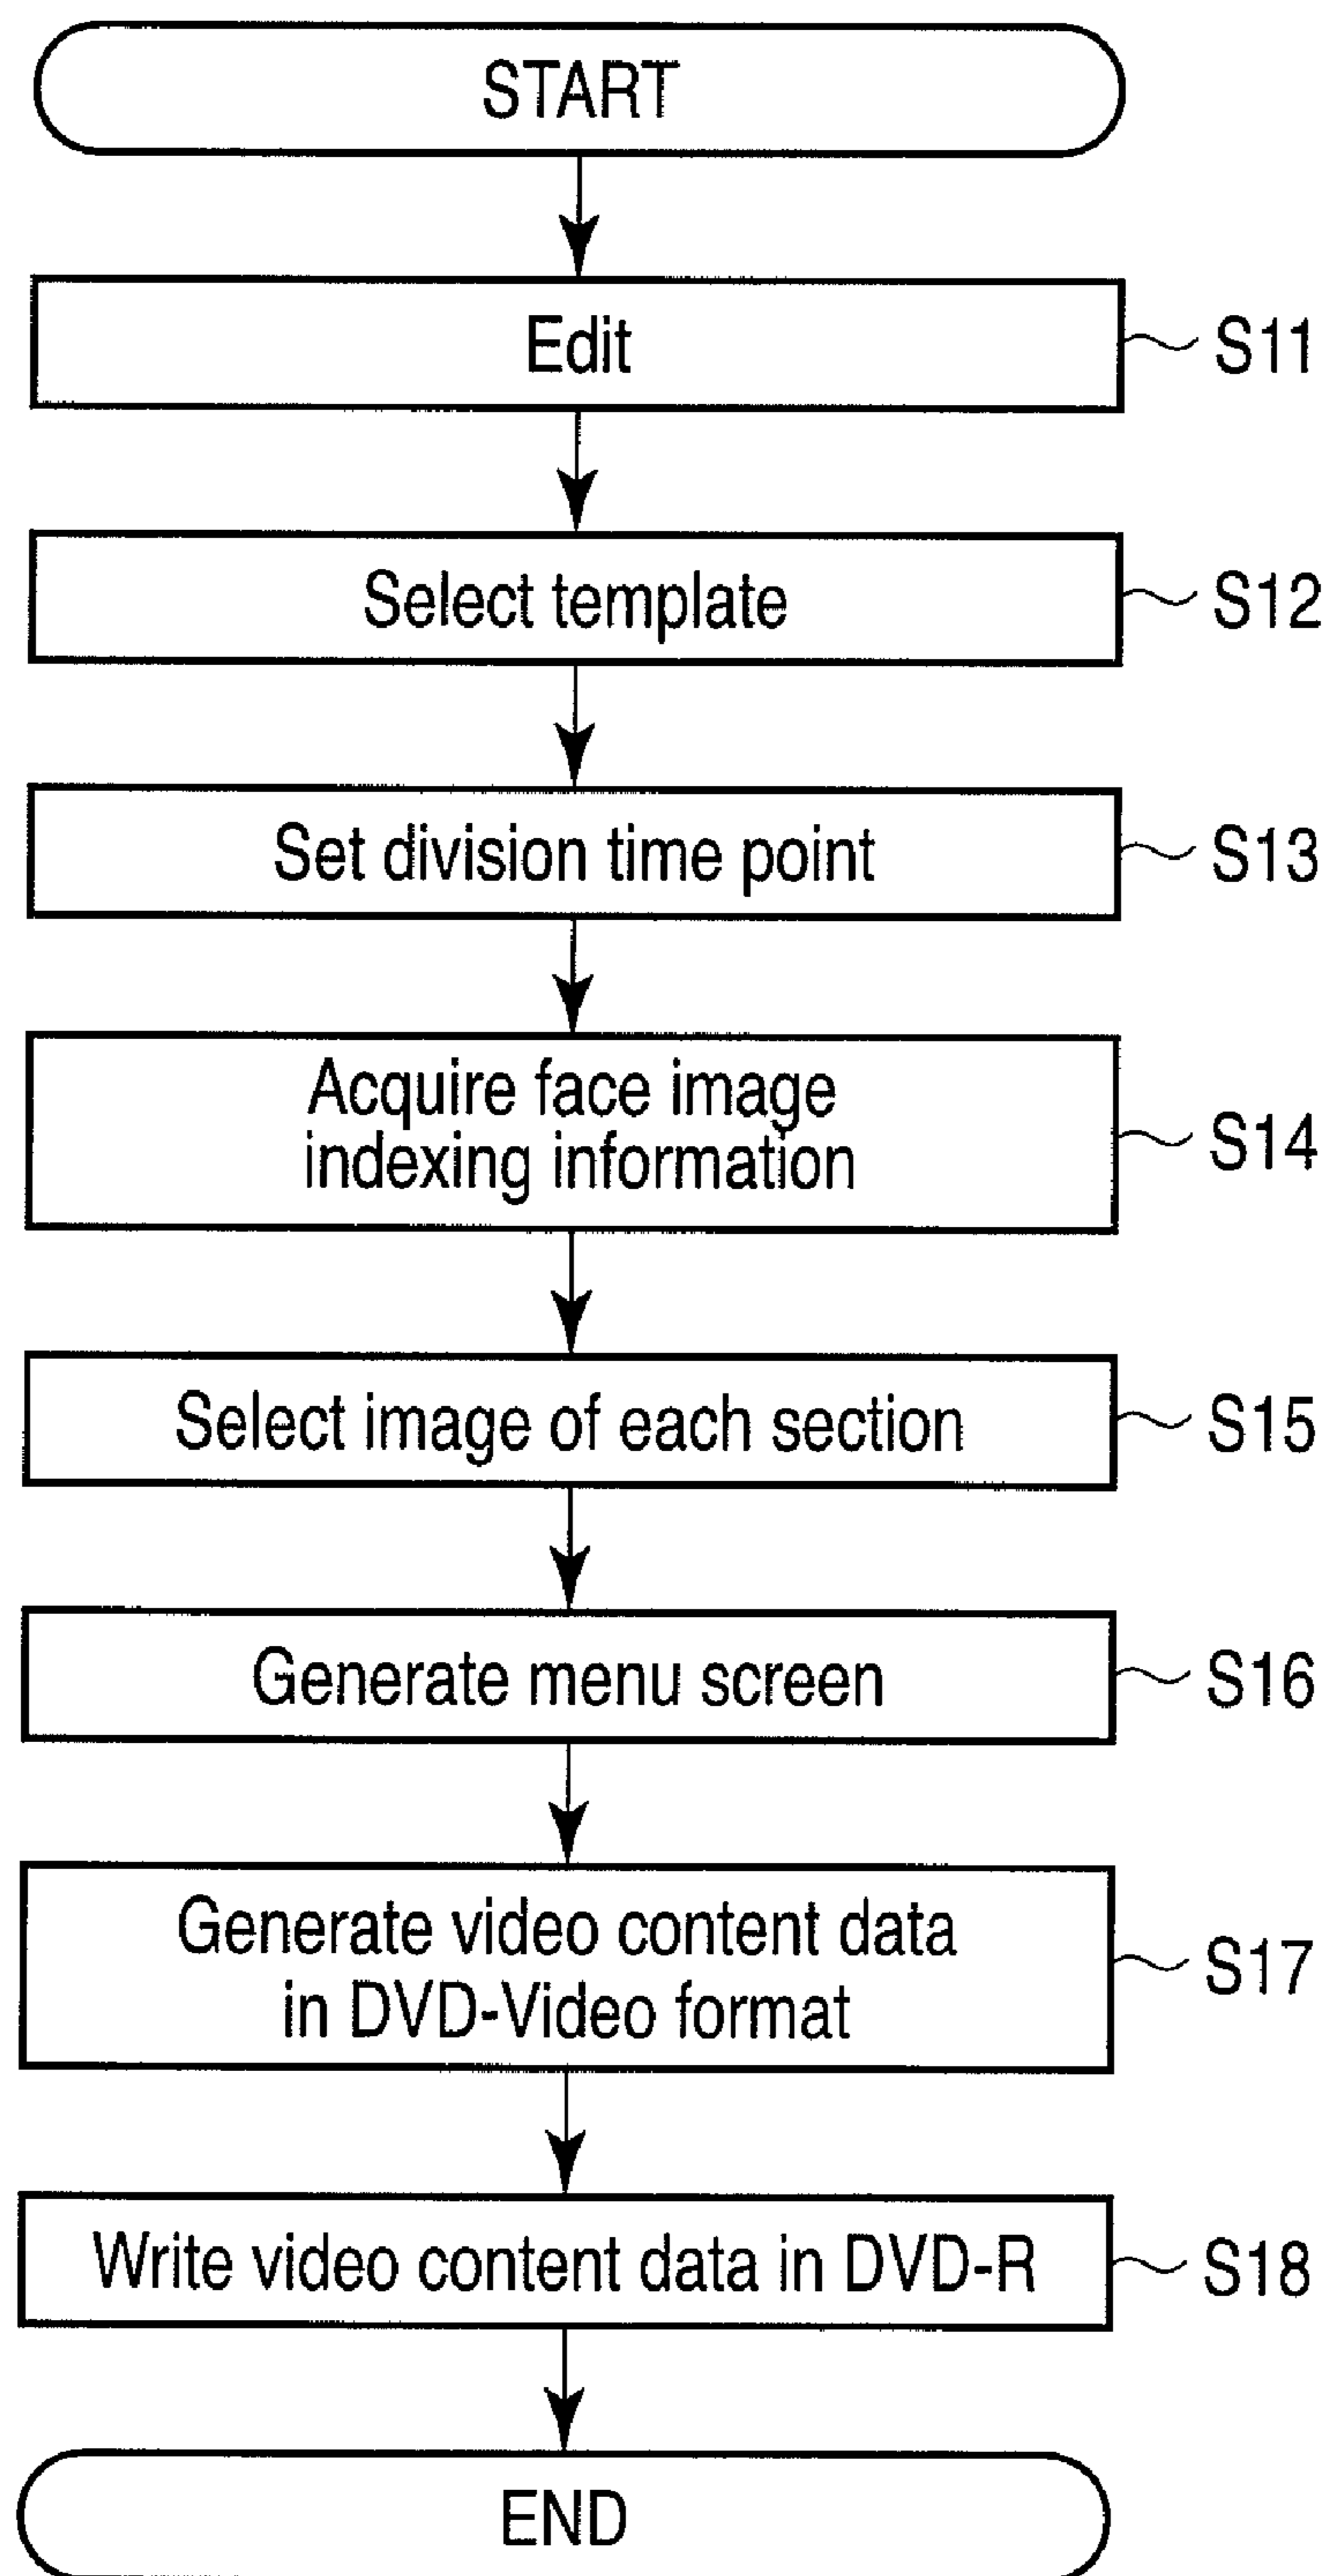 START
Edit
S11
Select template
S12
Set division time point
S13
Acquire face image
indexing information
S14
Select image of each section
S15
Generate menu screen
S16
Generate video content data
in DVD-Video format
S17
Write video content data in DVD-R
S18
END